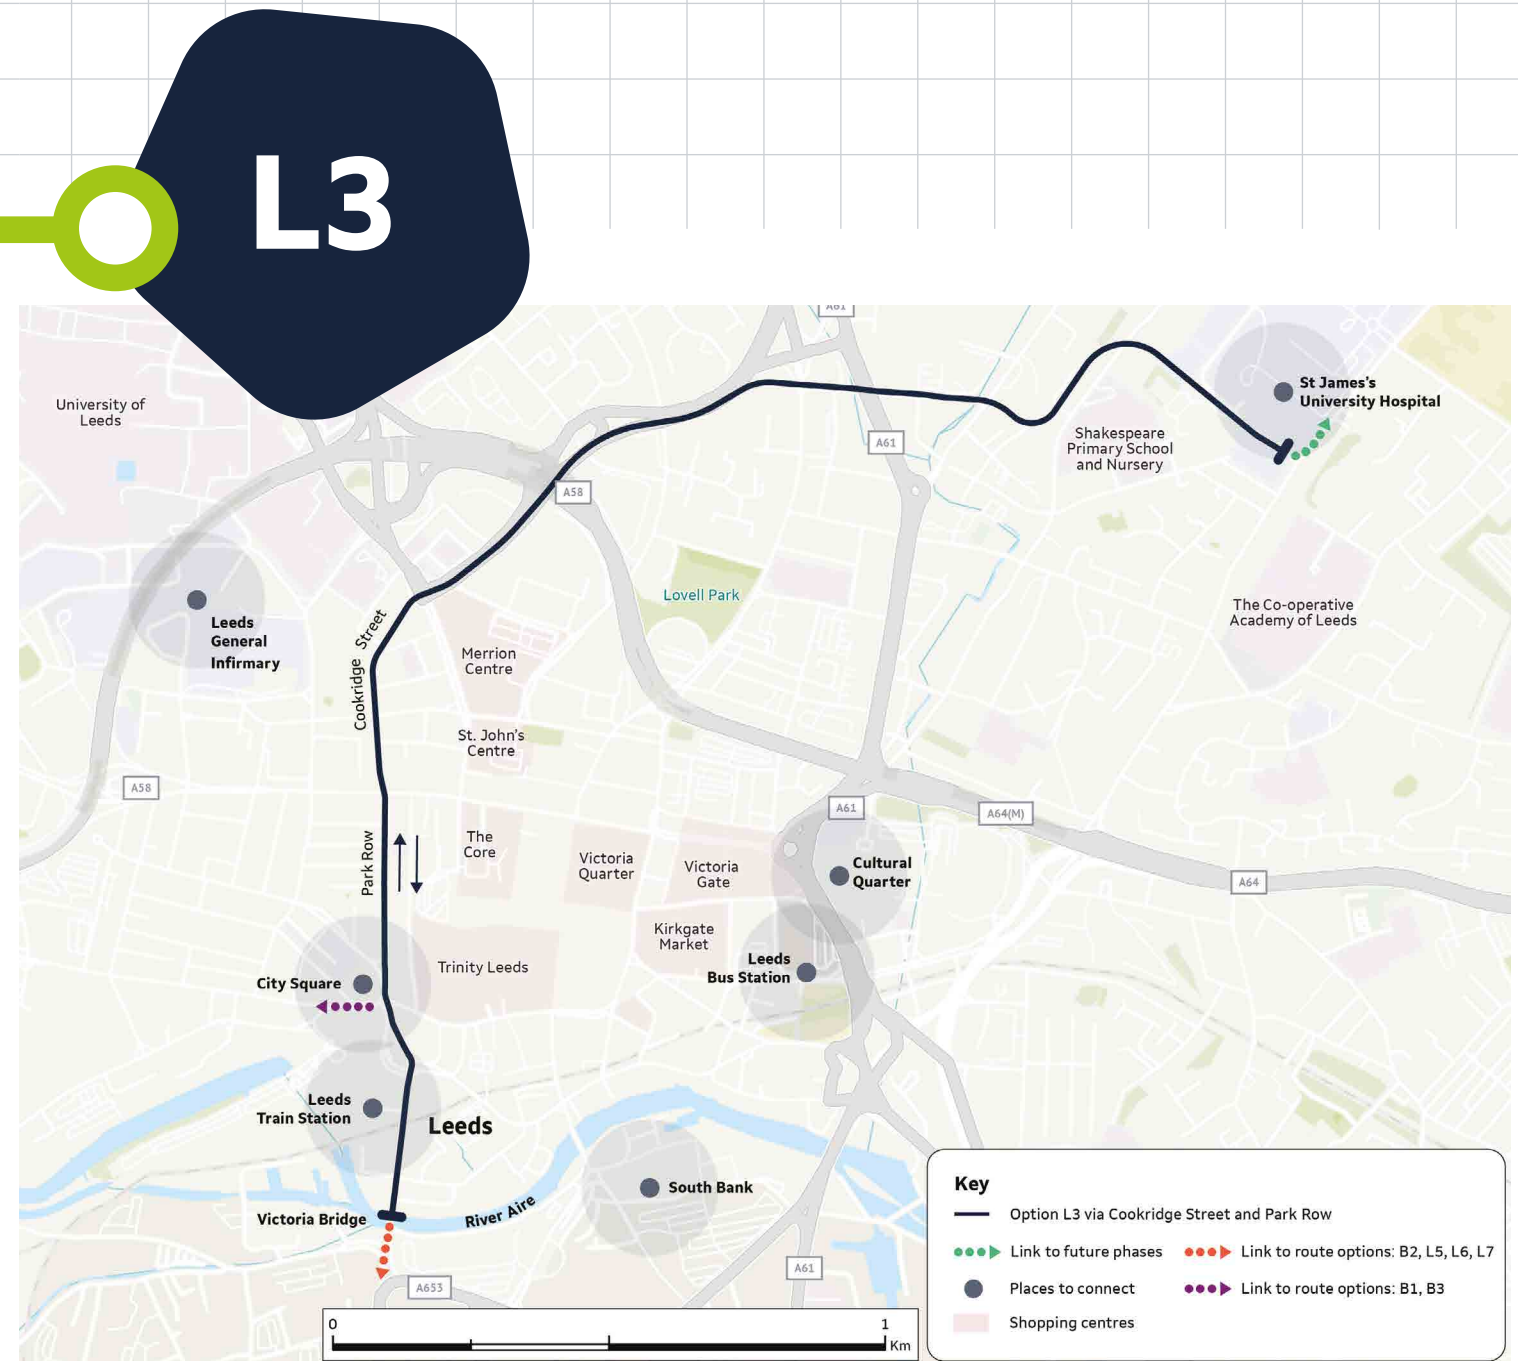 L3
A61
University of
Leeds
St James's
University Hospital
A61
Shakespeare
Primary School
and Nursery
A58
Leeds
General
Infirmary
Lovell Park
The Co-operative
Academy of Leeds
Cookridge Street
Merrion
Centre
St. John's
Centre
A58
A61
A64(M)
Park Row
The
Core
Victoria
Quarter
Victoria
Gate
Cultural
Quarter
A64
Kirkgate
Market
Trinity Leeds
Leeds
Bus Station
City Square
Leeds
Train Station
Leeds
South Bank
Victoria Bridge
River Aire
A61
A653
0 1
Km
Key
Option L3 via Cookridge Street and Park Row
Link to future phases
Link to route options: B2, L5, L6, L7
Places to connect
Link to route options: B1, B3
Shopping centres